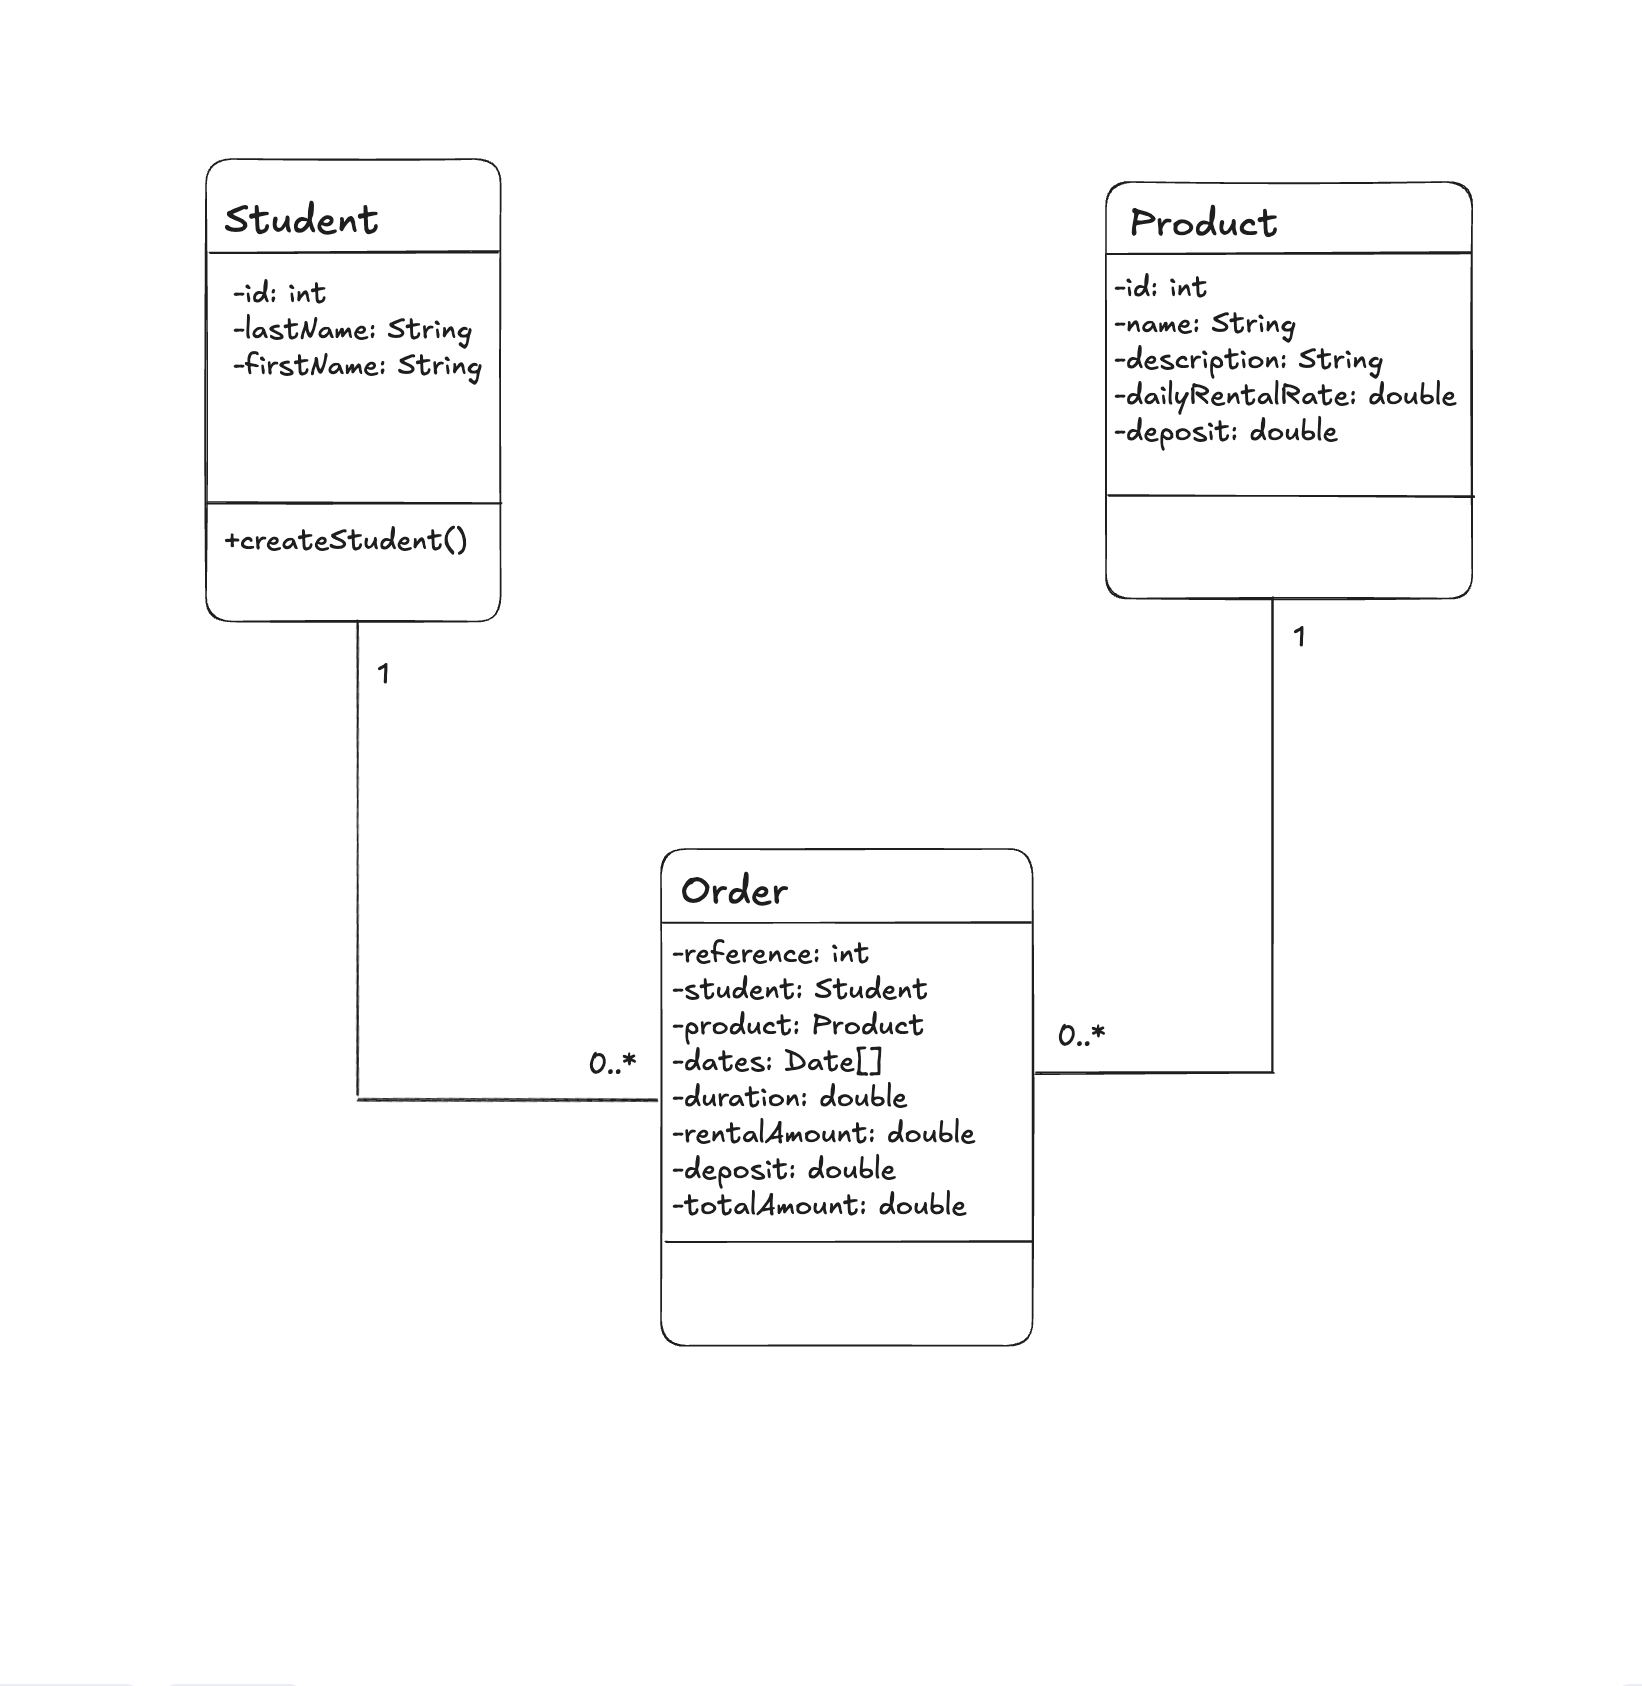 Student
-id: int
-lastName: String
-firstName: String
+createStudent()
1
Product
-id: int
-name: String
-description: String
-dailyRentalRate: double
-deposit: double
1
Order
-reference: int
-student: Student
-product: Product
-dates: Date[]
-duration: double
-rentalAmount: double
-deposit: double
-totalAmount: double
0..*
0..*